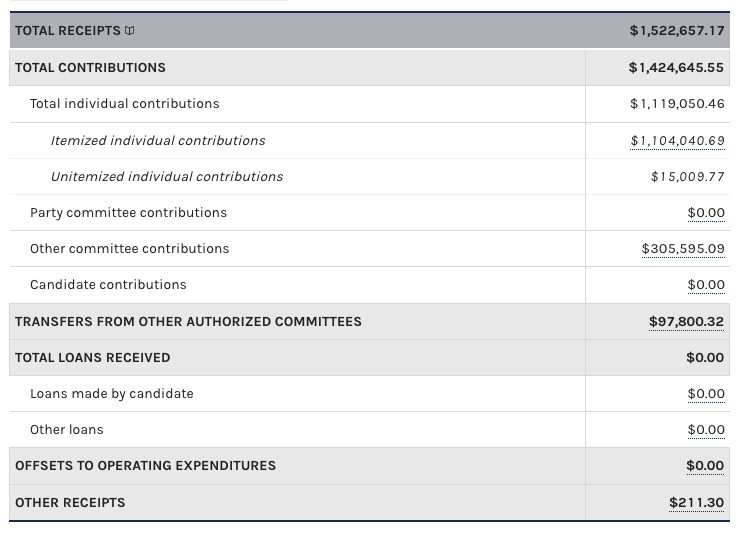 TOTAL RECEIPTS $1,522,657.17
TOTAL CONTRIBUTIONS $1,424,645.55
Total individual contributions $1,119,050.46
Itemized individual contributions $1,104,040.69
Unitemized individual contributions $15,009.77
Party committee contributions $0.00
Other committee contributions $305,595.09
Candidate contributions $0.00
TRANSFERS FROM OTHER AUTHORIZED COMMITTEES $97,800.32
TOTAL LOANS RECEIVED $0.00
Loans made by candidate $0.00
Other loans $0.00
OFFSETS TO OPERATING EXPENDITURES $0.00
OTHER RECEIPTS $211.30